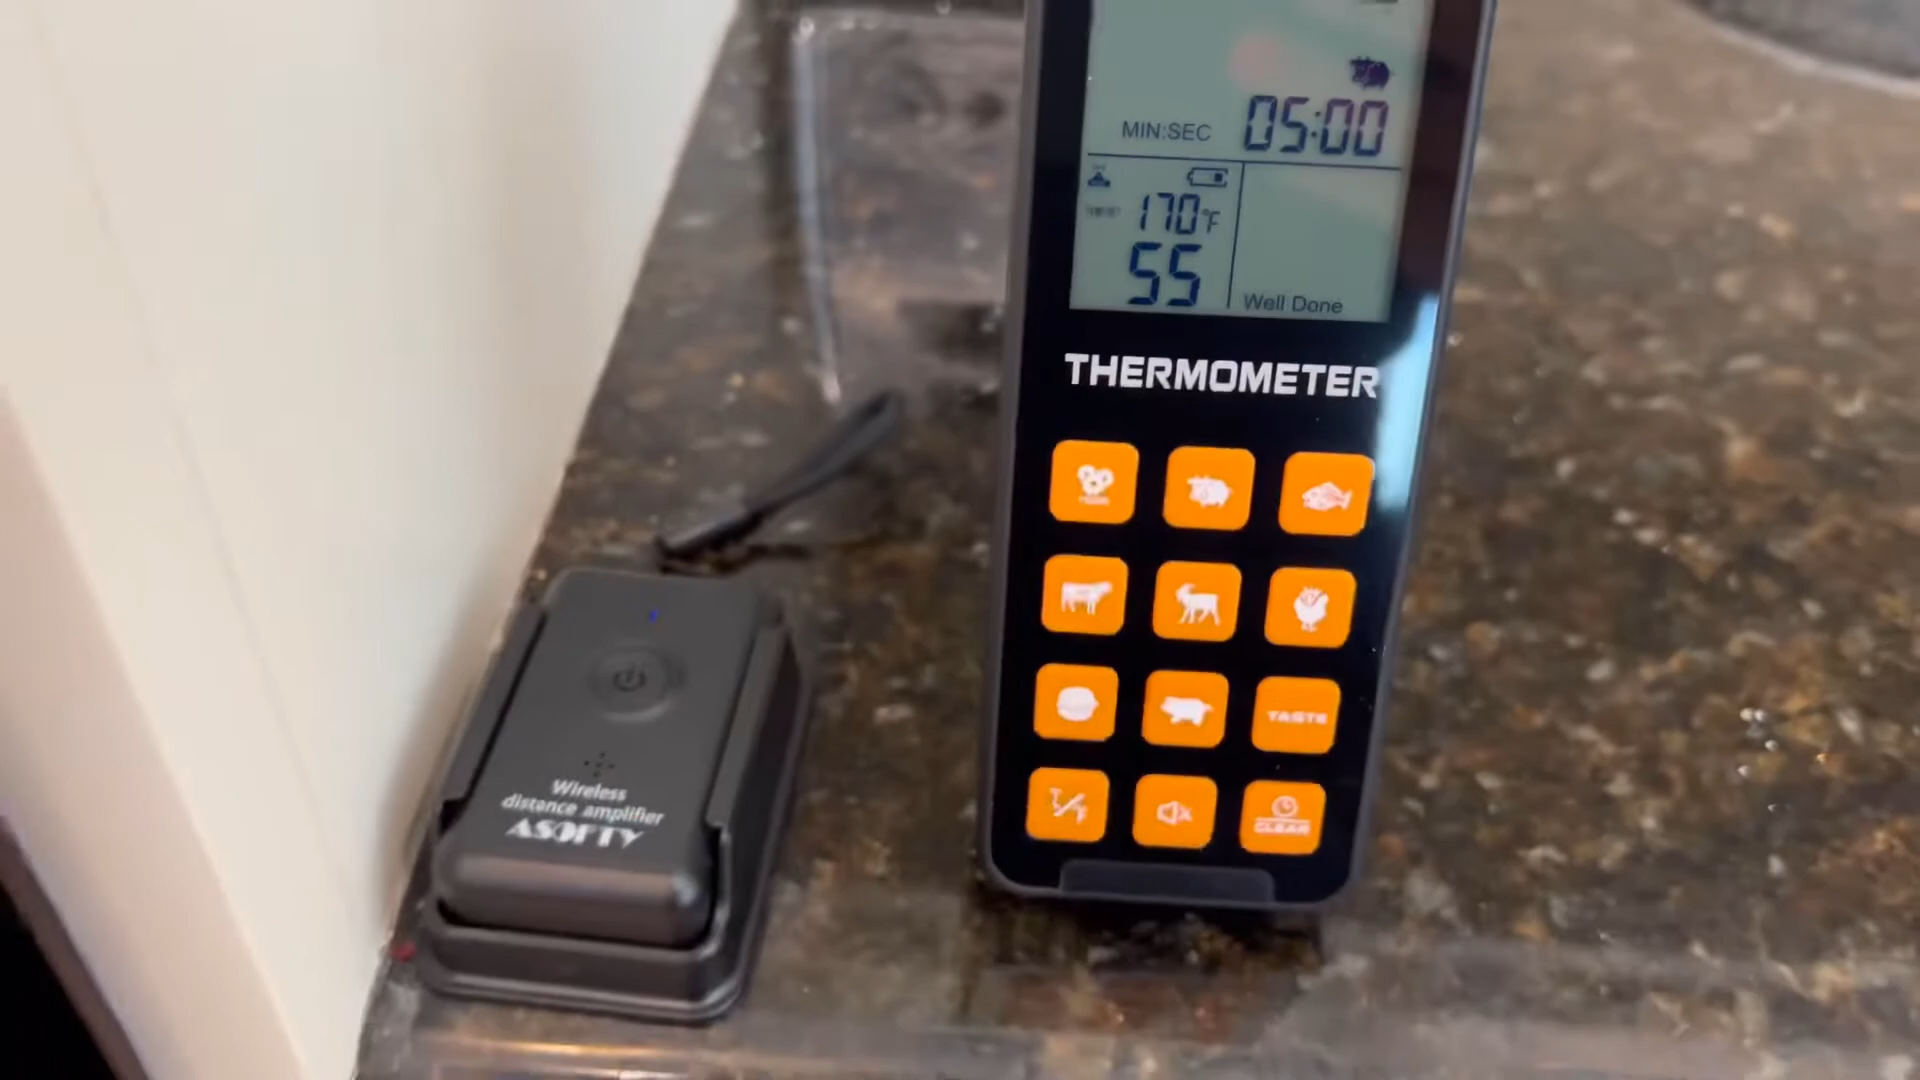 MIN:SEC 05:00
170°F
55
Well Done
THERMOMETER
TASTE
CLEAR
Wireless
distance amplifier
ASOFTY